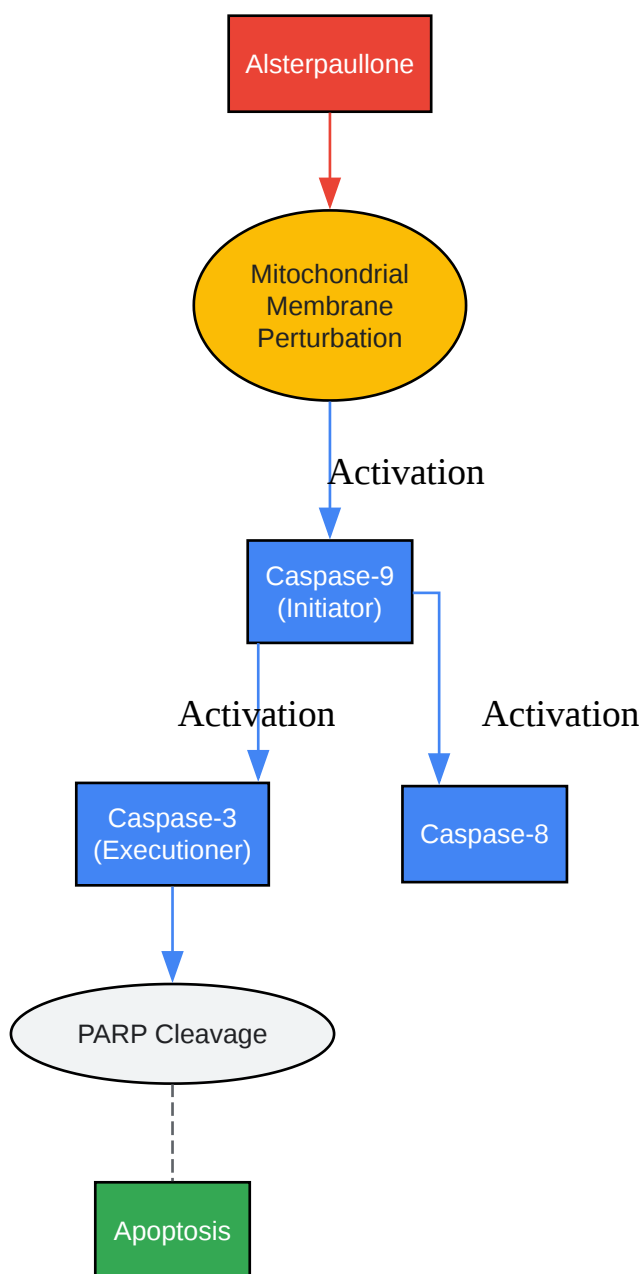 Alsterpaullone
Mitochondrial
Membrane
Perturbation
Activation
Caspase-9
(Initiator)
Activation
Activation
Caspase-3
(Executioner)
Caspase-8
PARP Cleavage
Apoptosis